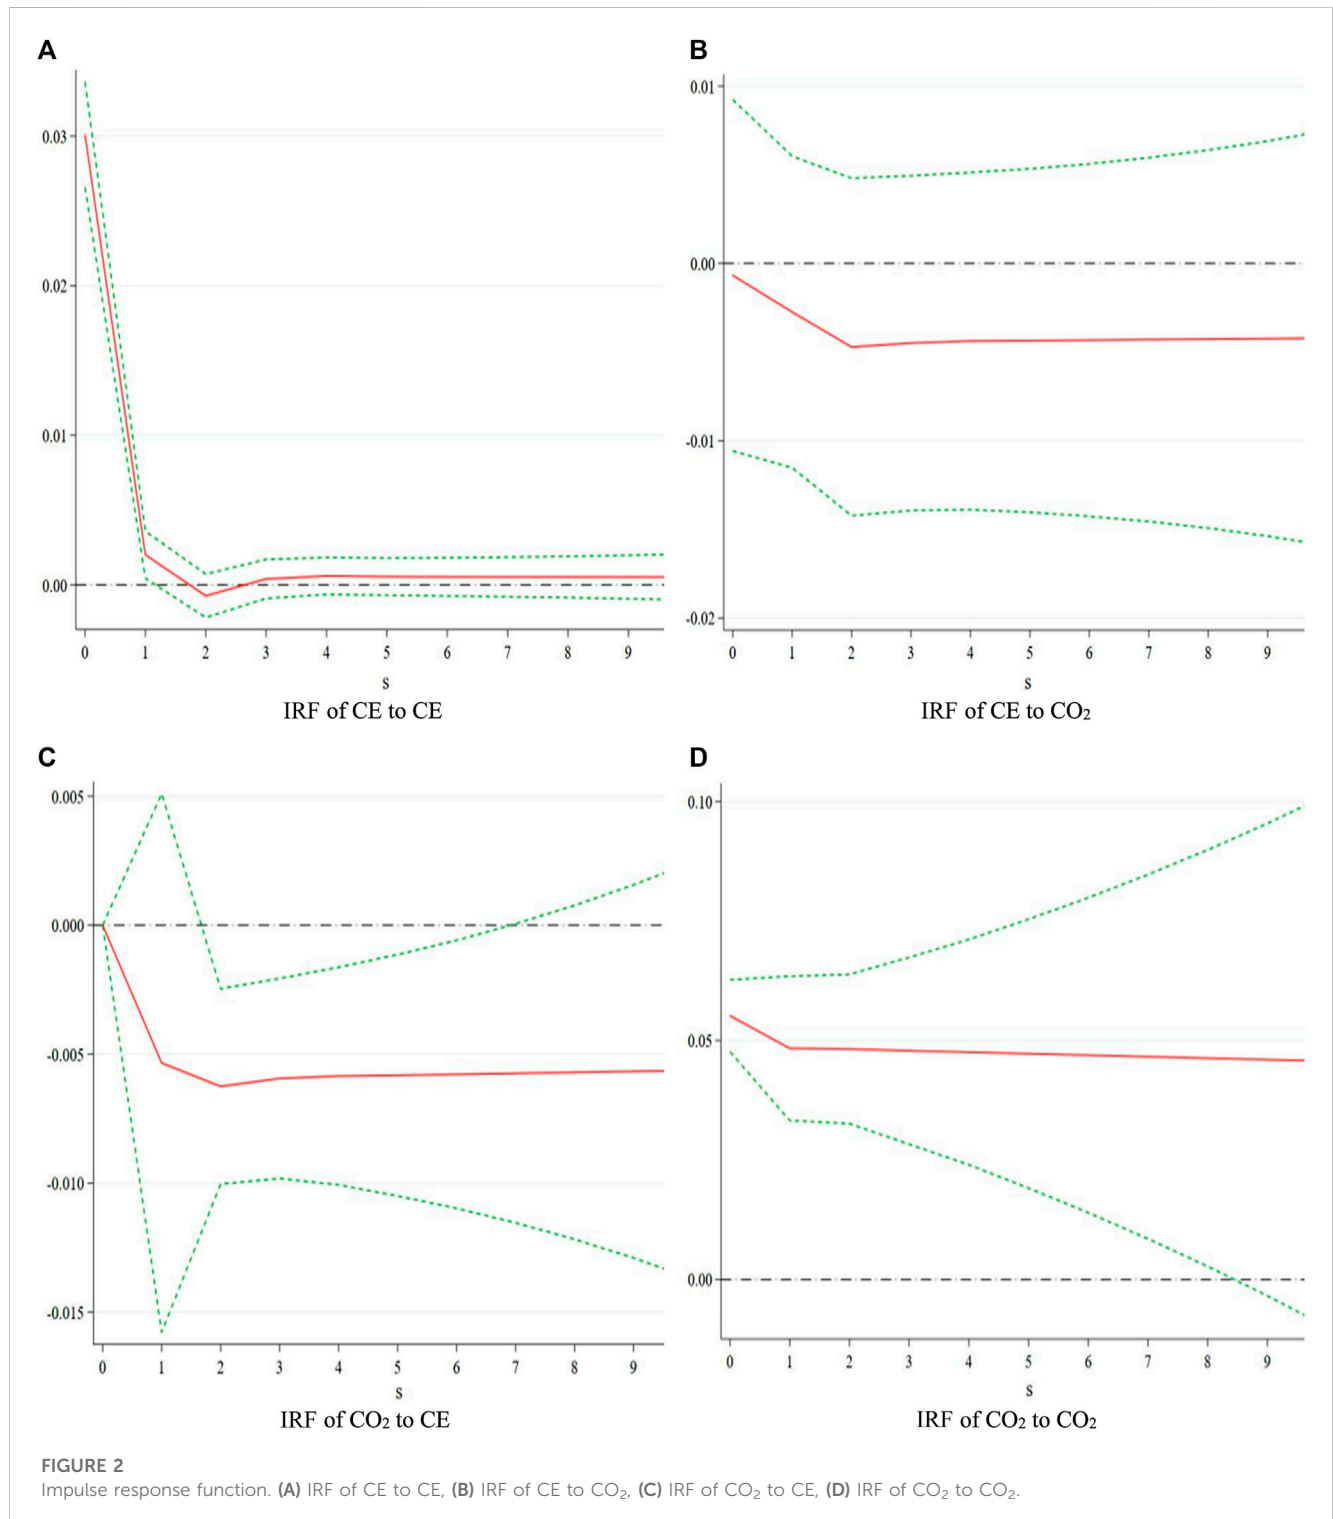 A
0.03
0.02
0.01
0.00
0 1 2 3 4 5 6 7 8 9
s
IRF of CE to CE
B
0.01
0.00
-0.01
-0.02
0 1 2 3 4 5 6 7 8 9
s
IRF of CE to CO₂
C
0.005
0.000
-0.005
-0.010
-0.015
0 1 2 3 4 5 6 7 8 9
s
IRF of CO₂ to CE
D
0.10
0.05
0.00
0 1 2 3 4 5 6 7 8 9
s
IRF of CO₂ to CO₂
FIGURE 2
Impulse response function. (A) IRF of CE to CE, (B) IRF of CE to CO₂, (C) IRF of CO₂ to CE, (D) IRF of CO₂ to CO₂.